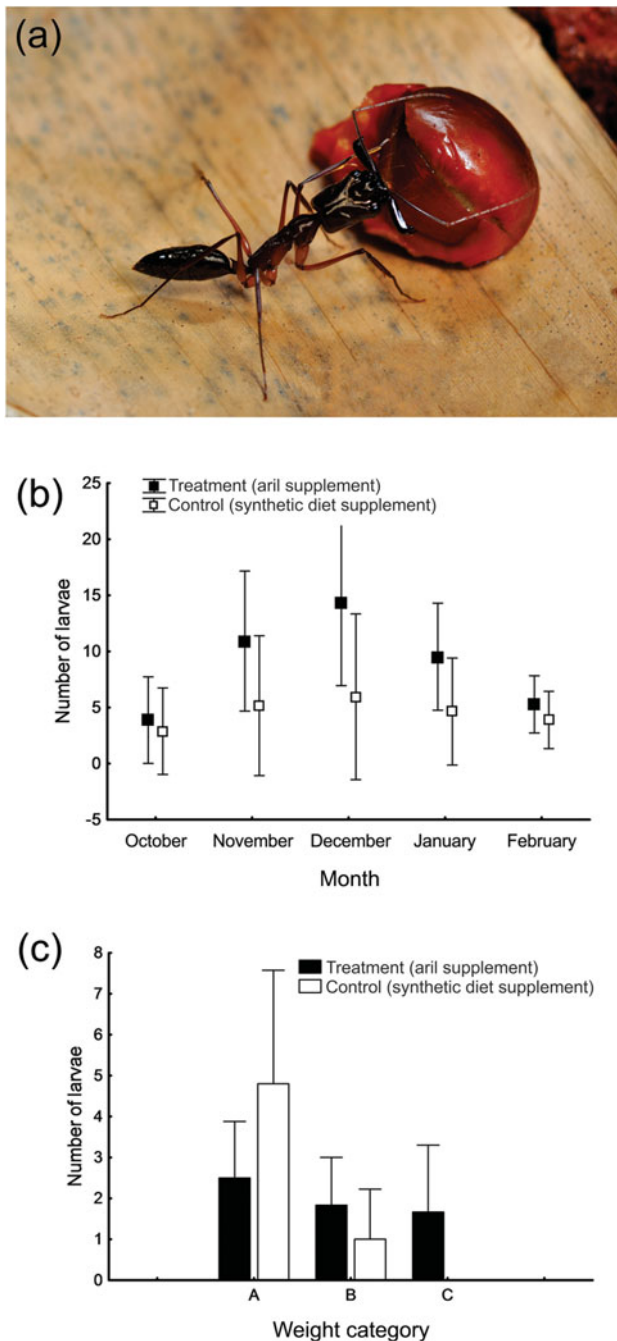 (a)
(b)
Treatment (aril supplement)
Control (synthetic diet supplement)
25
20
15
10
5
0
-5
Number of larvae
October November December January February
Month
(c)
Treatment (aril supplement)
Control (synthetic diet supplement)
8
7
6
5
4
3
2
1
0
Number of larvae
A B C
Weight category